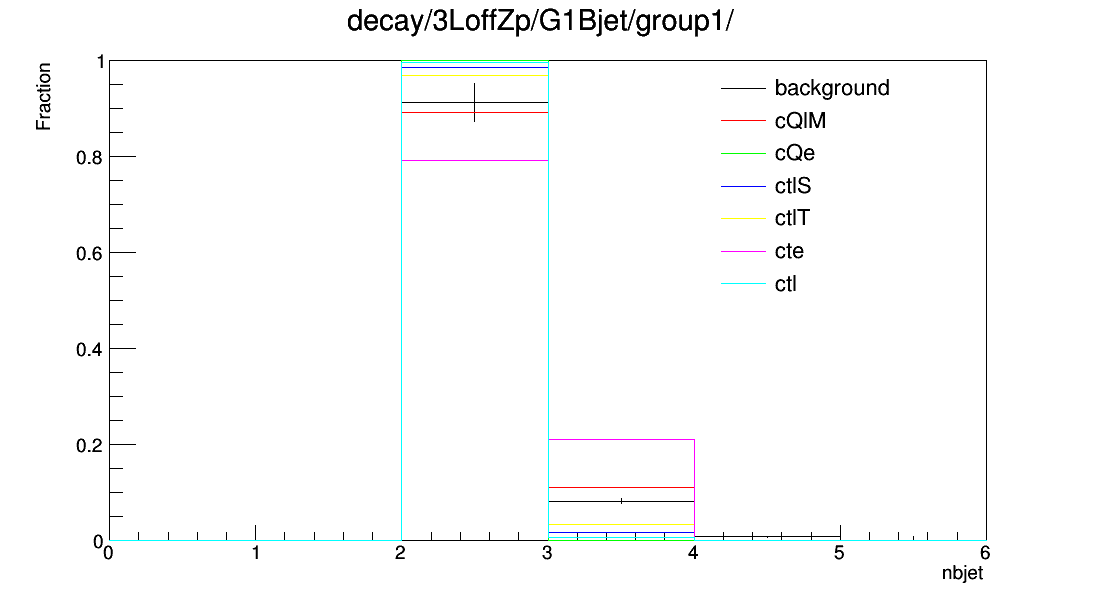 decay/3LoffZp/G1Bjet/group1/
Fraction
1
0.8
0.6
0.4
0.2
0
background
cQlM
cQe
ctlS
ctlT
cte
ctl
0 1 2 3 4 5 6
nbjet